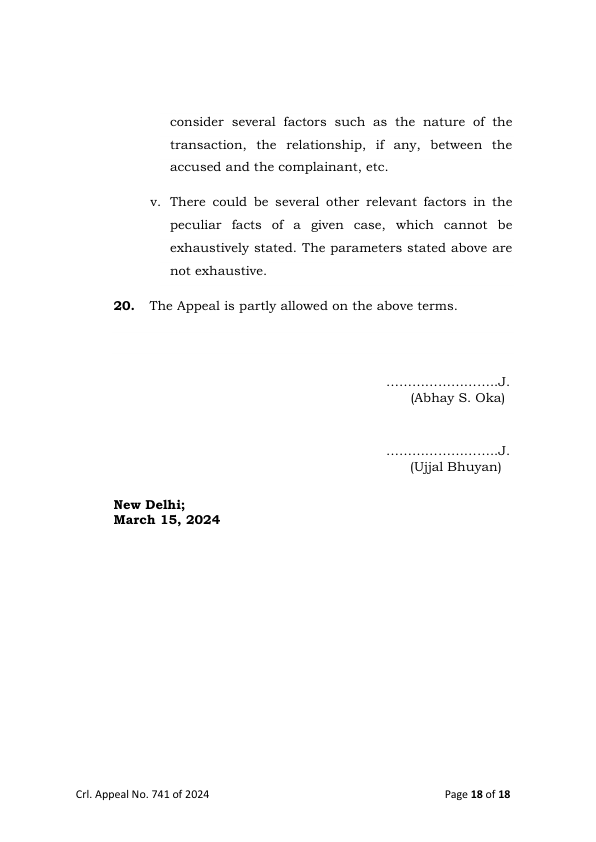 consider several factors such as the nature of the
transaction, the relationship, if any, between the
accused and the complainant, etc.
v. There could be several other relevant factors in the
peculiar facts of a given case, which cannot be
exhaustively stated. The parameters stated above are
not exhaustive.
20. The Appeal is partly allowed on the above terms.
……………………..J.
(Abhay S. Oka)
……………………..J.
(Ujjal Bhuyan)
New Delhi;
March 15, 2024
Crl. Appeal No. 741 of 2024 Page 18 of 18